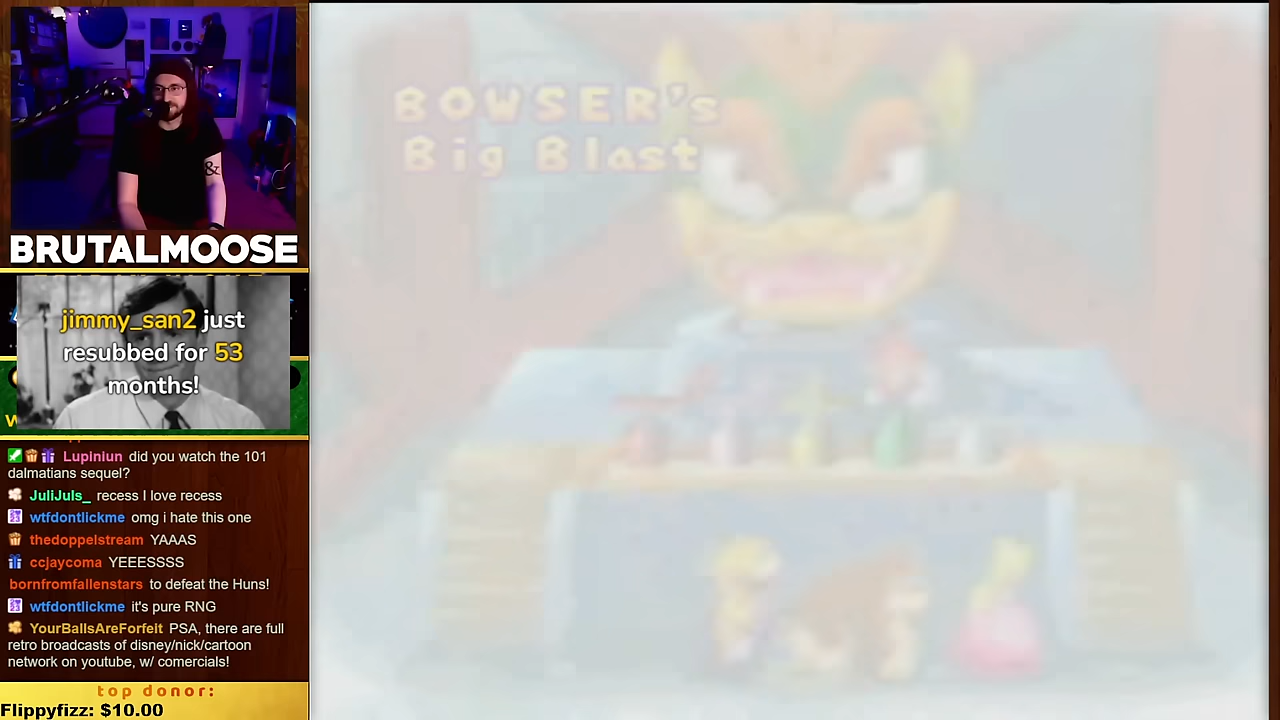 BOWSER's
Big Blast
&
BRUTALMOOSE
jimmy_san2 just
resubbed for 53
months!
W
Lupiniun did you watch the 101
dalmatians sequel?
JuliJuls_ recess I love recess
wtfdontlickme omg i hate this one
thedoppelstream YAAAS
ccjaycoma YEEESSSS
bornfromfallenstars to defeat the Huns!
wtfdontlickme it's pure RNG
YourBallsAreForfeit PSA, there are full
retro broadcasts of disney/nick/cartoon
network on youtube, w/ comercials!
top donor:
Flippyfizz: $10.00